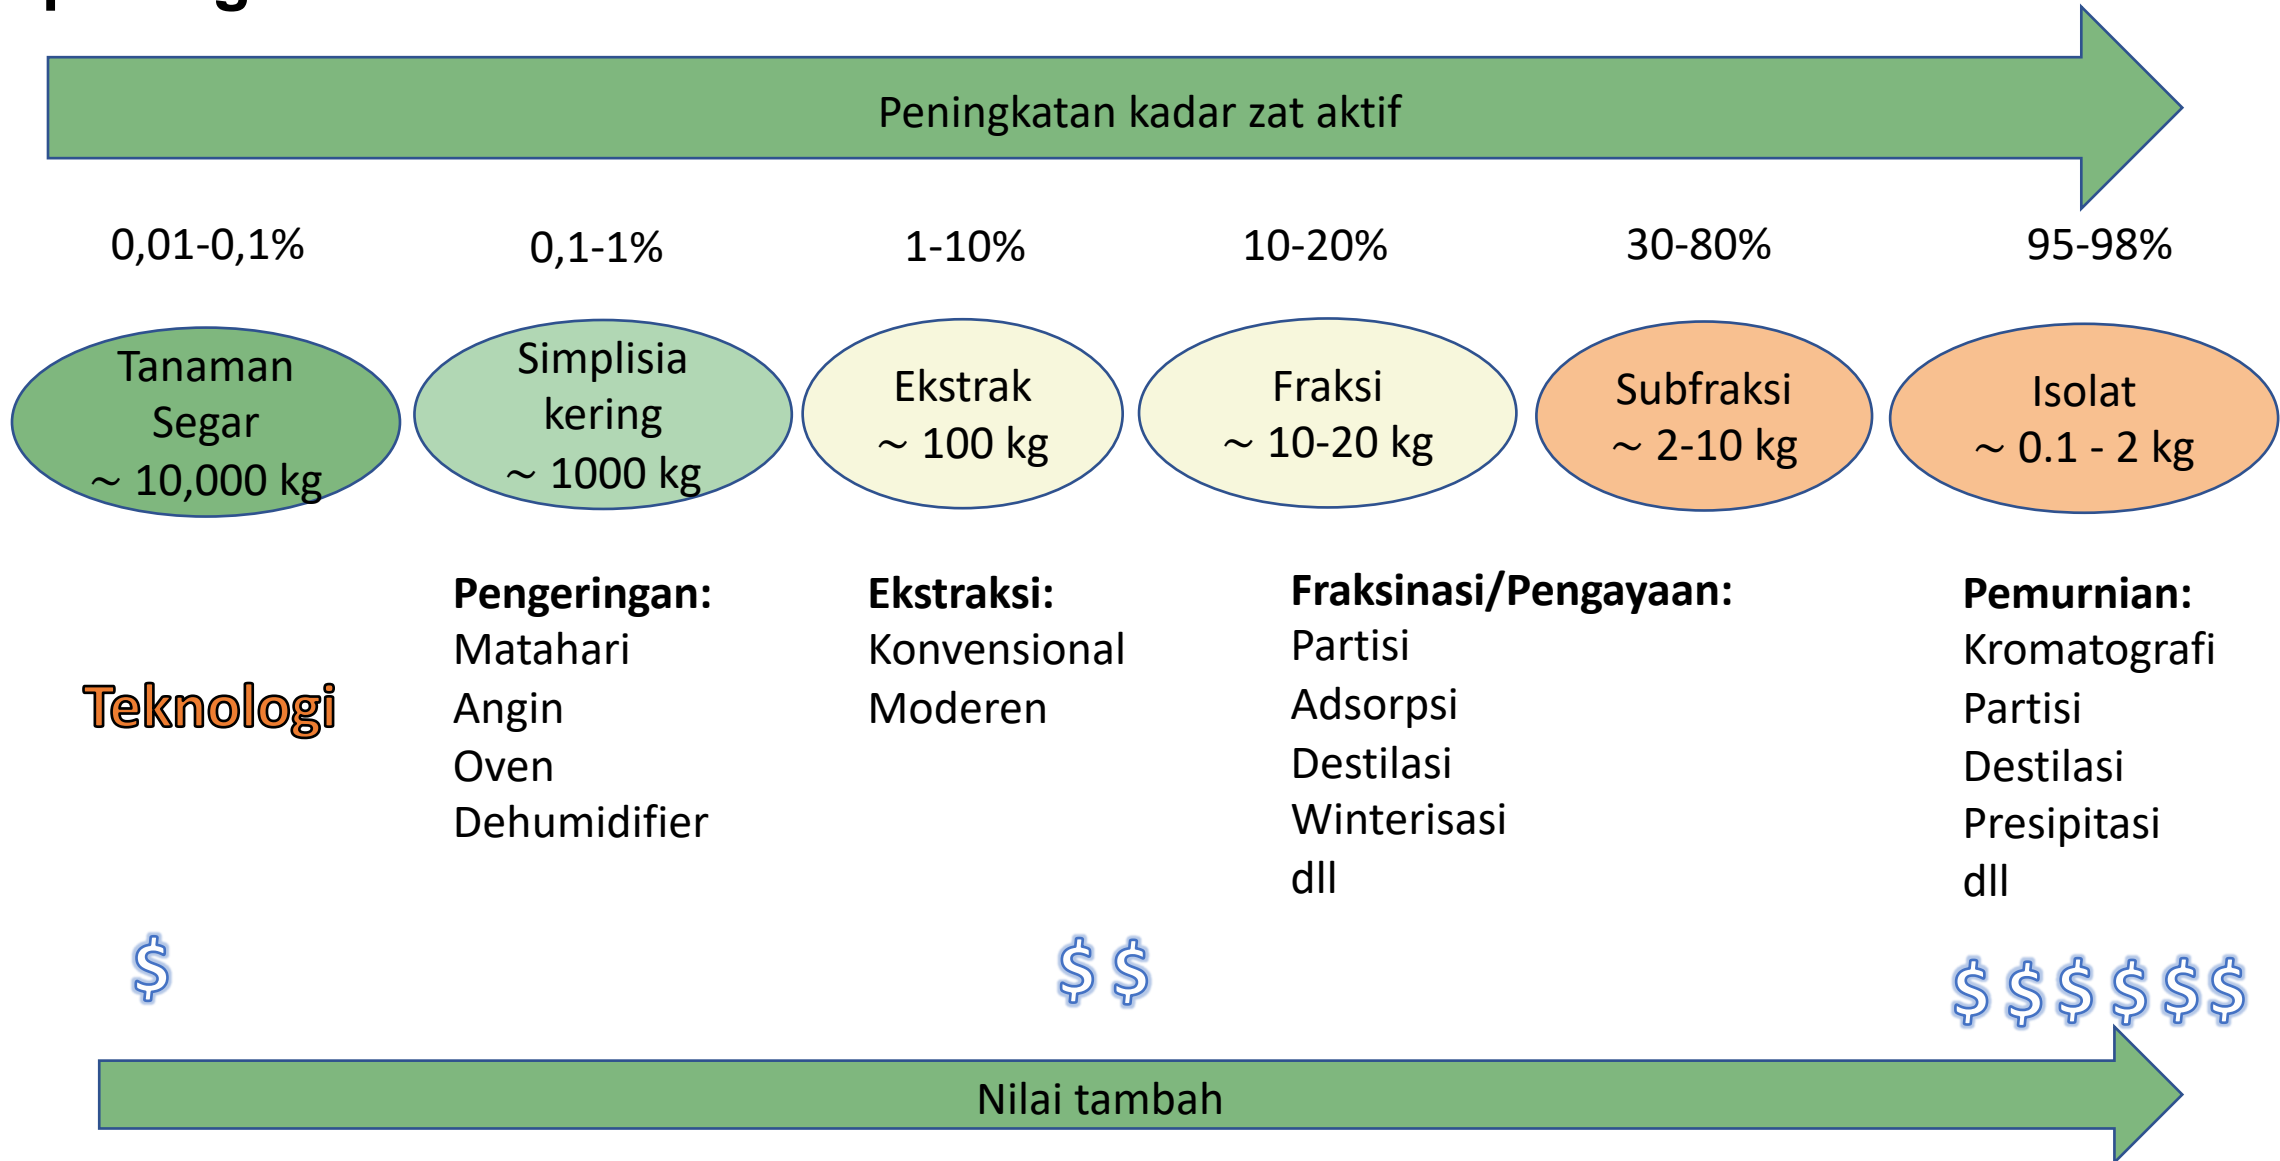 Peningkatan kadar zat aktif
0,01-0,1%
0,1-1%
1-10%
10-20%
30-80%
95-98%
Tanaman
Segar
~ 10,000 kg
Simplisia
kering
~ 1000 kg
Ekstrak
~ 100 kg
Fraksi
~ 10-20 kg
Subfraksi
~ 2-10 kg
Isolat
~ 0.1 - 2 kg
Teknologi
Pengeringan:
Matahari
Angin
Oven
Dehumidifier
Ekstraksi:
Konvensional
Moderen
Fraksinasi/Pengayaan:
Partisi
Adsorpsi
Destilasi
Winterisasi
dll
Pemurnian:
Kromatografi
Partisi
Destilasi
Presipitasi
dll
$
$ $
$ $ $ $ $ $
Nilai tambah